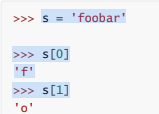 >>> s = 'foobar'
>>> s[0]
'f'
>>> s[1]
'o'